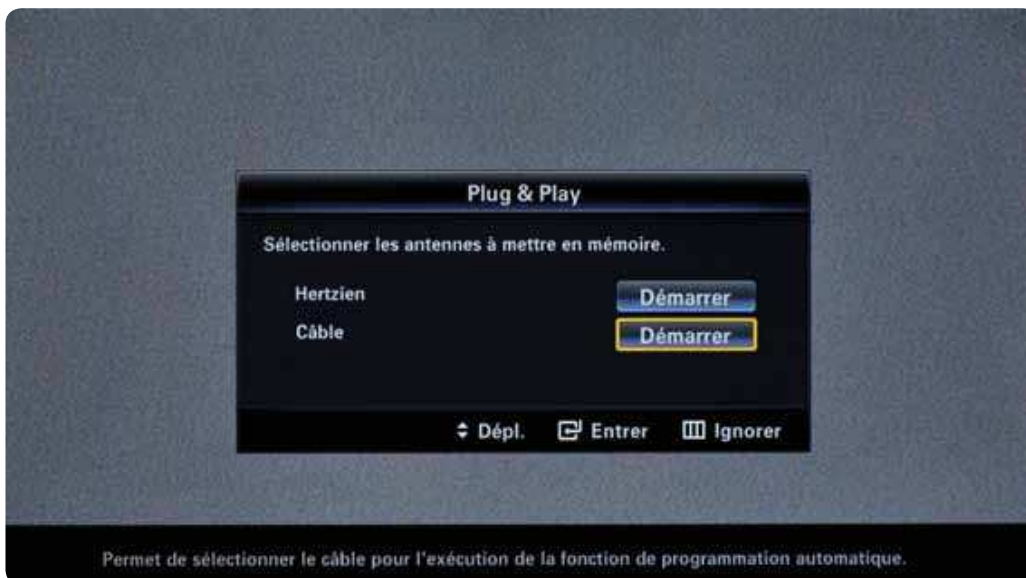 Plug & Play
Sélectionner les antennes à mettre en mémoire.
Hertzien Démarrer
Câble Démarrer
Dépl. Entrer Ignorer
Permet de sélectionner le câble pour l'exécution de la fonction de programmation automatique.